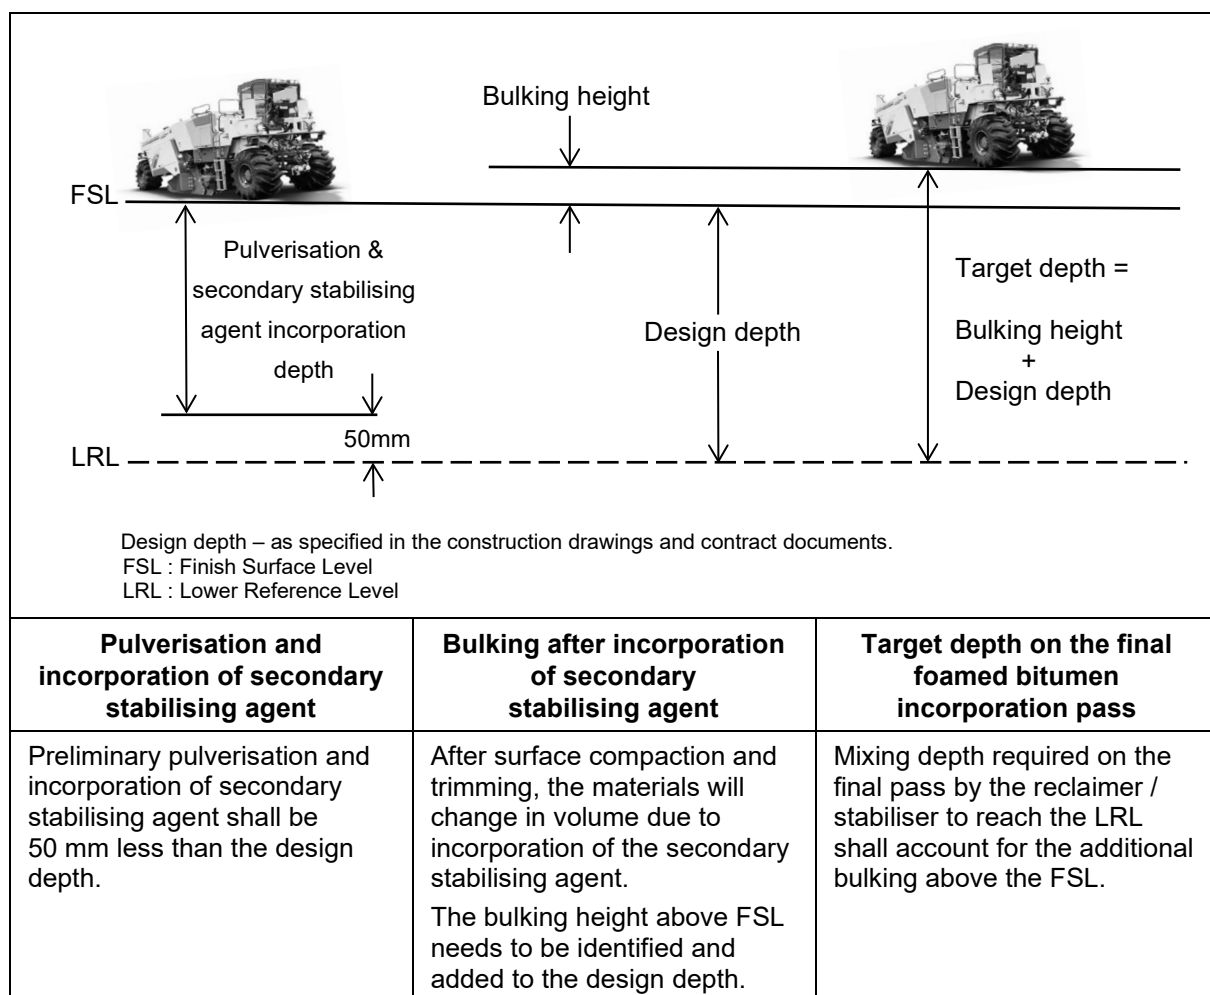 Bulking height
FSL
Pulverisation &
secondary stabilising
agent incorporation
depth
Design depth
Target depth =
Bulking height
+
Design depth
50mm
LRL
Design depth – as specified in the construction drawings and contract documents.
FSL : Finish Surface Level
LRL : Lower Reference Level
Pulverisation and
incorporation of secondary
stabilising agent
Bulking after incorporation
of secondary
stabilising agent
Target depth on the final
foamed bitumen
incorporation pass
Preliminary pulverisation and
incorporation of secondary
stabilising agent shall be
50 mm less than the design
depth.
After surface compaction and
trimming, the materials will
change in volume due to
incorporation of the secondary
stabilising agent.
The bulking height above FSL
needs to be identified and
added to the design depth.
Mixing depth required on the
final pass by the reclaimer /
stabiliser to reach the LRL
shall account for the additional
bulking above the FSL.